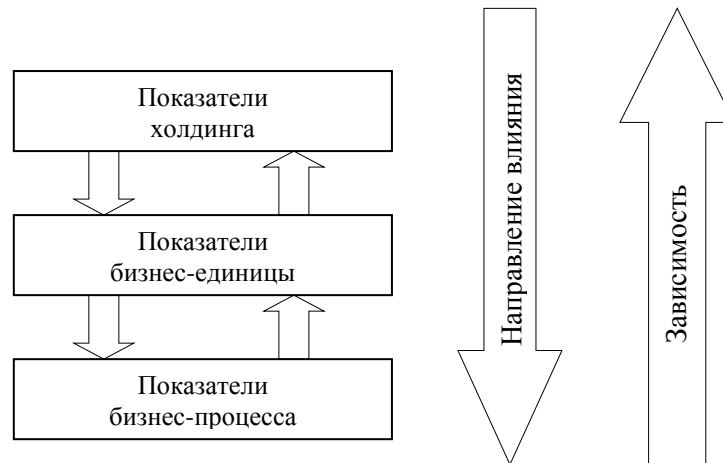 Показатели
холдинга
Показатели
бизнес-единицы
Показатели
бизнес-процесса
Направление влияния
Зависимость